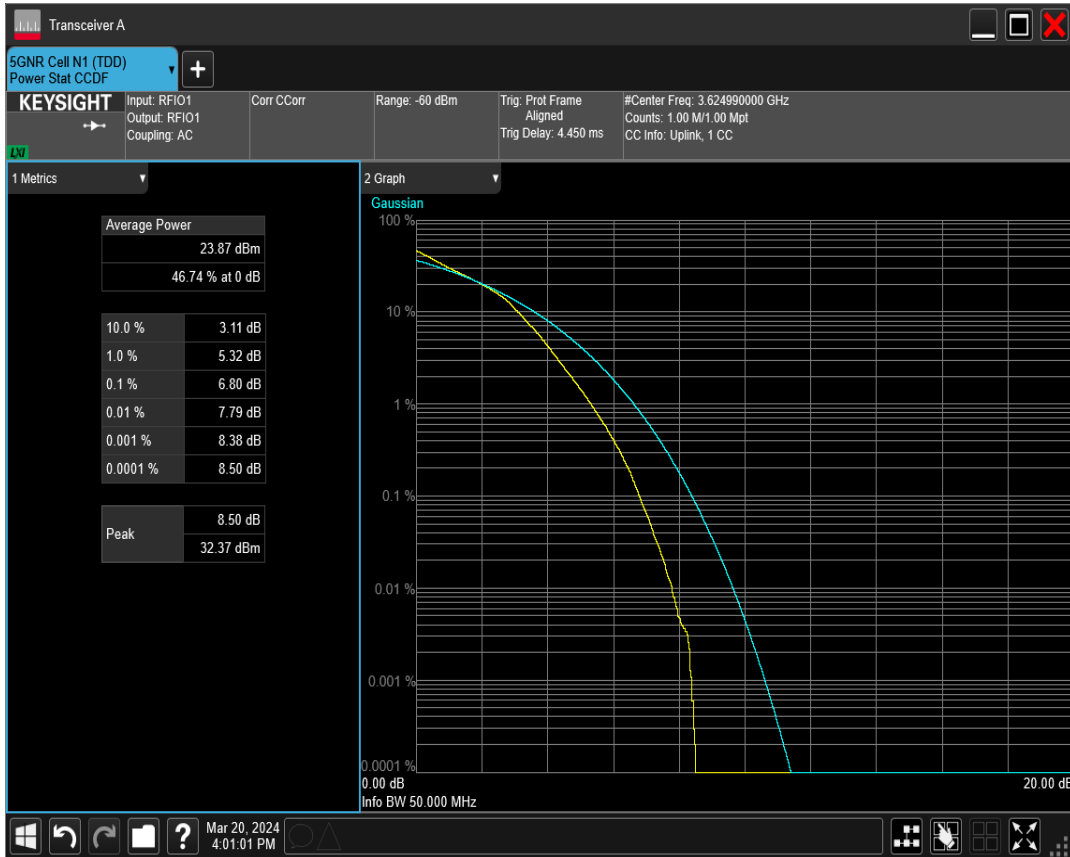 Transceiver A
5GNR Cell N1 (TDD)
Power Stat CCDF
+
KEYSIGHT
LXI
Input: RFIO1
Output: RFIO1
Coupling: AC
Corr CCorr
Range: -60 dBm
Trig: Prot Frame
Aligned
Trig Delay: 4.450 ms
#Center Freq: 3.624990000 GHz
Counts: 1.00 M/1.00 Mpt
CC Info: Uplink, 1 CC
1 Metrics
Average Power
23.87 dBm
46.74 % at 0 dB
10.0 % 3.11 dB
1.0 % 5.32 dB
0.1 % 6.80 dB
0.01 % 7.79 dB
0.001 % 8.38 dB
0.0001 % 8.50 dB
Peak
8.50 dB
32.37 dBm
2 Graph
Gaussian
100 %
10 %
1 %
0.1 %
0.01 %
0.001 %
0.0001 %
0.00 dB 20.00 dB
Info BW 50.000 MHz
?
Mar 20, 2024
4:01:01 PM